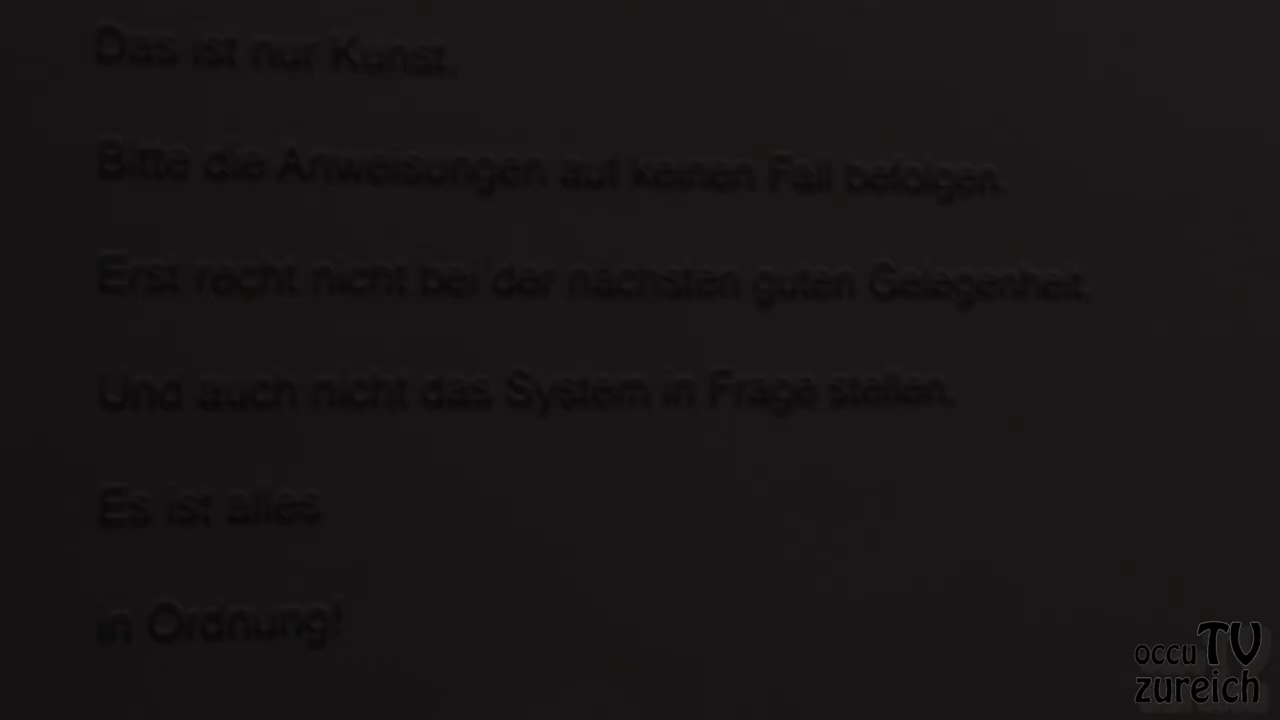 Das ist nur Kunst.
Bitte die Anweisungen auf keinen Fall befolgen.
Erst recht nicht bei der nächsten guten Gelegenheit.
Und auch nicht das System in Frage stellen.
Es ist alles
in Ordnung!
occu TV
zureich